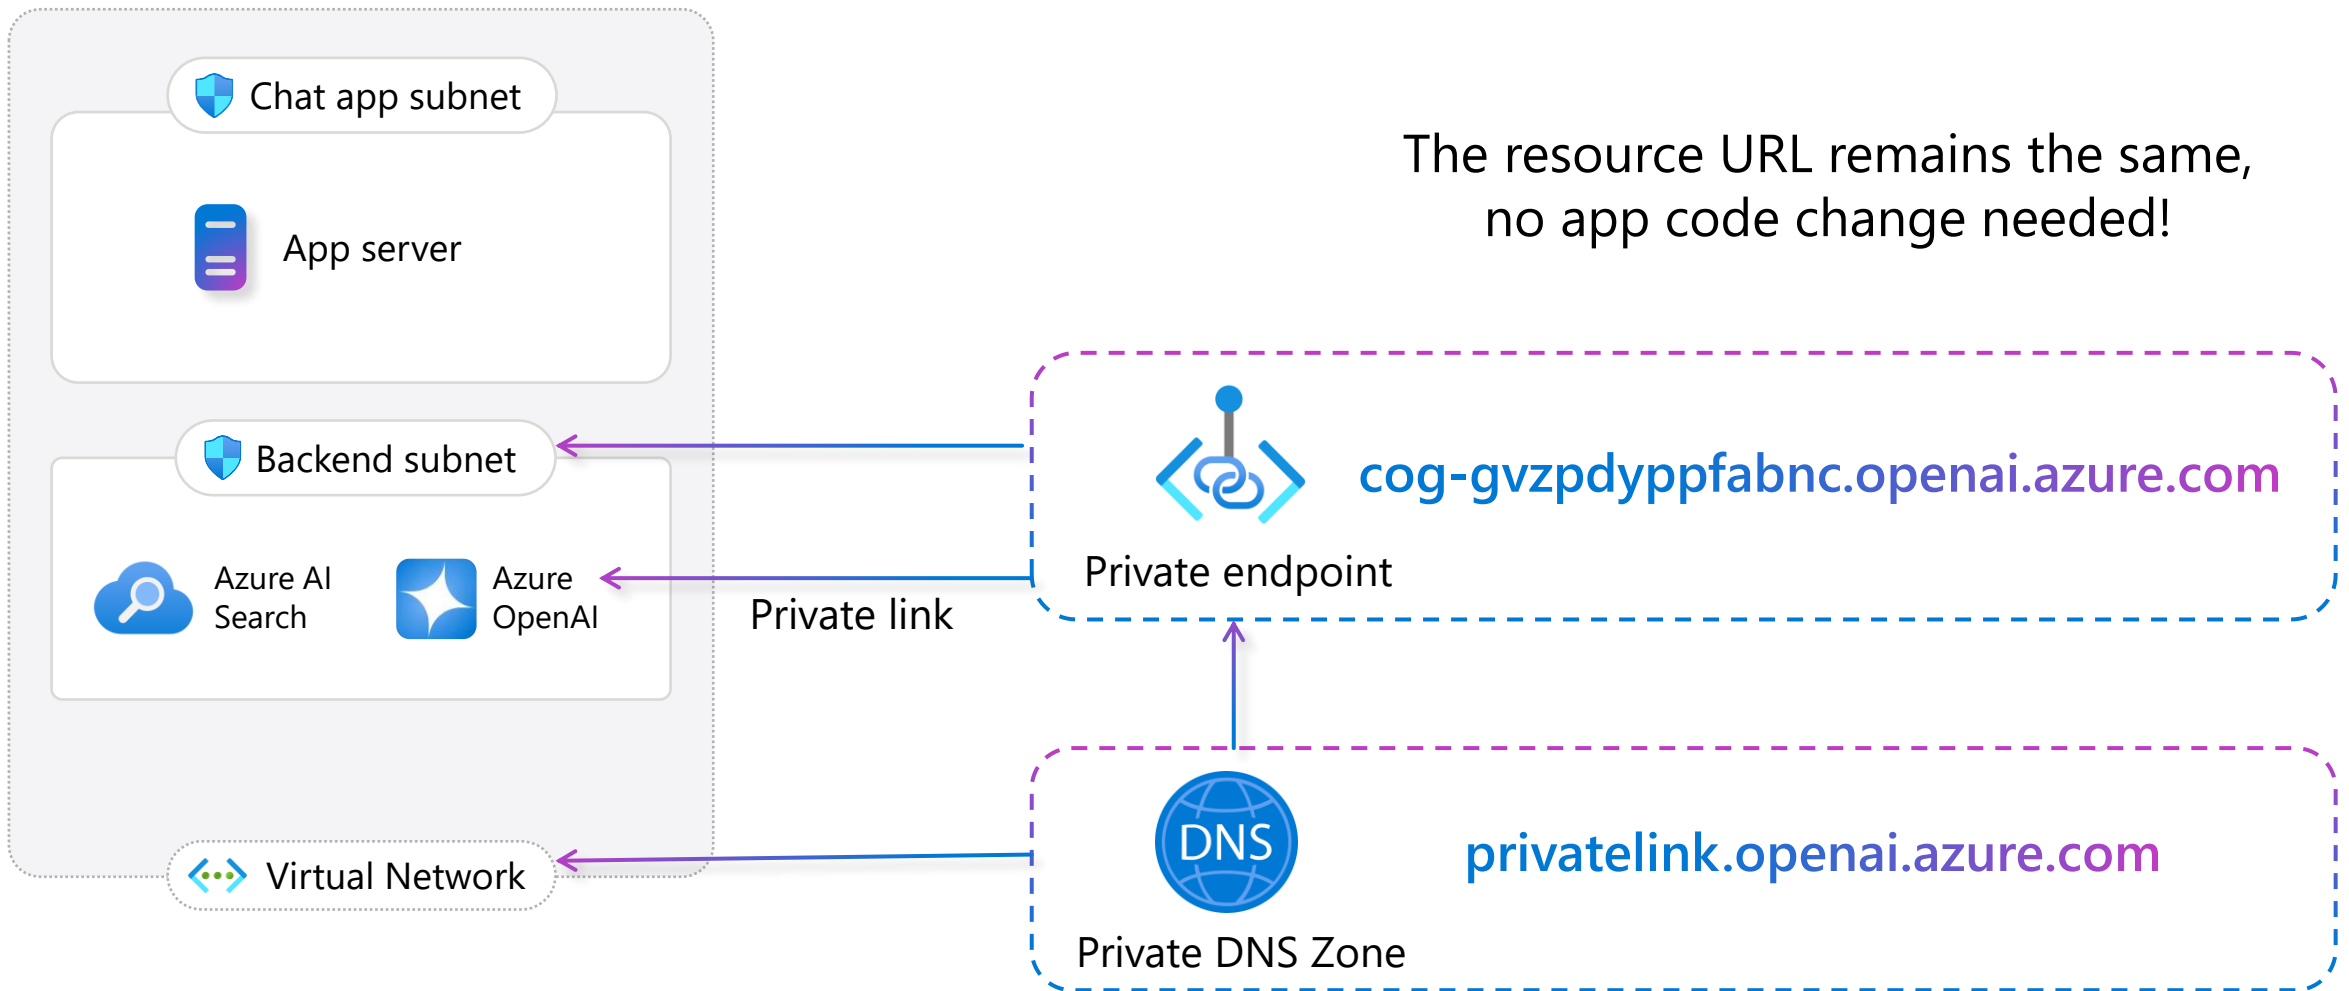 Chat app subnet
App server
The resource URL remains the same,
no app code change needed!
Backend subnet
Azure AI
Search
Azure
OpenAI
Private link
cog-gvzpdyppfabnc.openai.azure.com
Private endpoint
Virtual Network
DNS
privatelink.openai.azure.com
Private DNS Zone